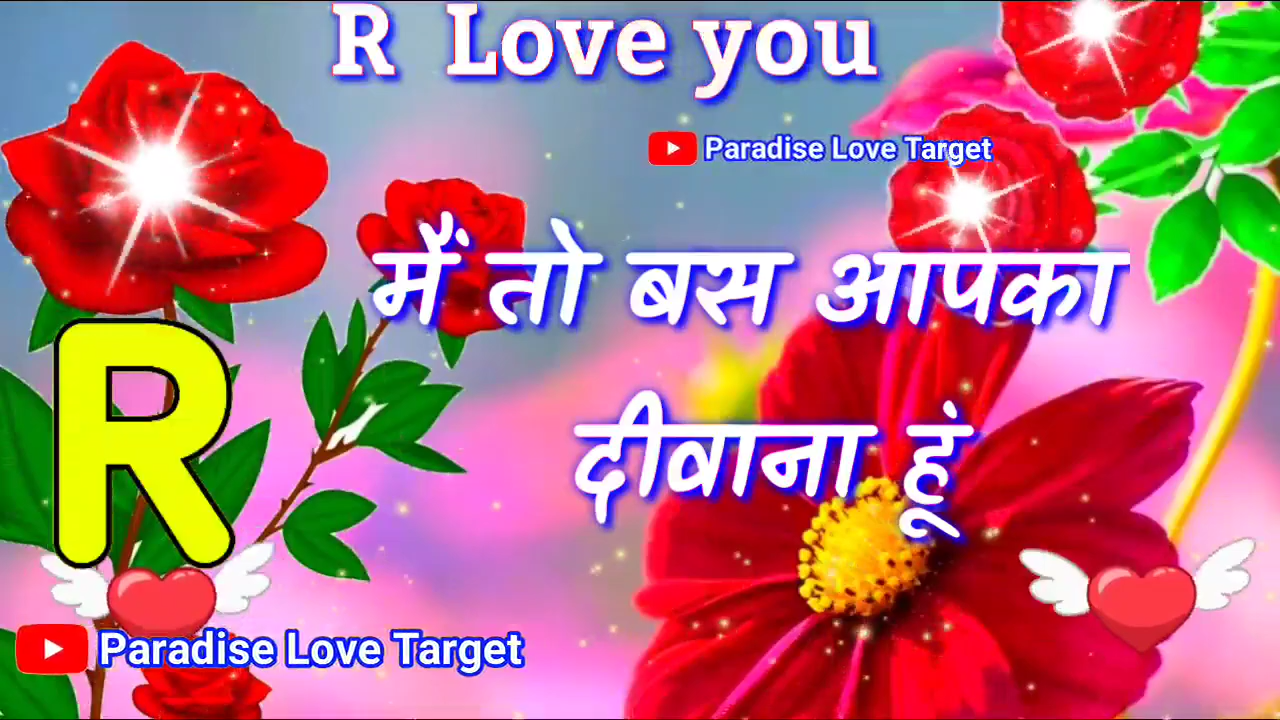 R Love you
Paradise Love Target
मैं तो बस आपका
दीवाना हूं
R
Paradise Love Target